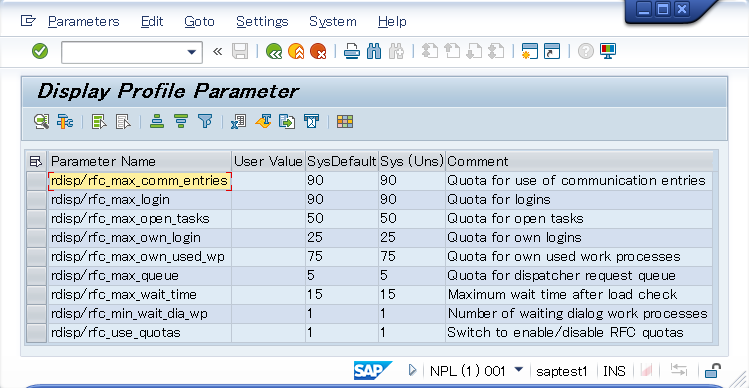 Parameters Edit Goto Settings System Help
«
Display Profile Parameter
Parameter Name User Value SysDefault Sys (Uns) Comment
rdisp/rfc_max_comm_entries 90 90 Quota for use of communication entries
rdisp/rfc_max_login 90 90 Quota for logins
rdisp/rfc_max_open_tasks 50 50 Quota for open tasks
rdisp/rfc_max_own_login 25 25 Quota for own logins
rdisp/rfc_max_own_used_wp 75 75 Quota for own used work processes
rdisp/rfc_max_queue 5 5 Quota for dispatcher request queue
rdisp/rfc_max_wait_time 15 15 Maximum wait time after load check
rdisp/rfc_min_wait_dia_wp 1 1 Number of waiting dialog work processes
rdisp/rfc_use_quotas 1 1 Switch to enable/disable RFC quotas
SAP NPL (1) 001 saptest1 INS